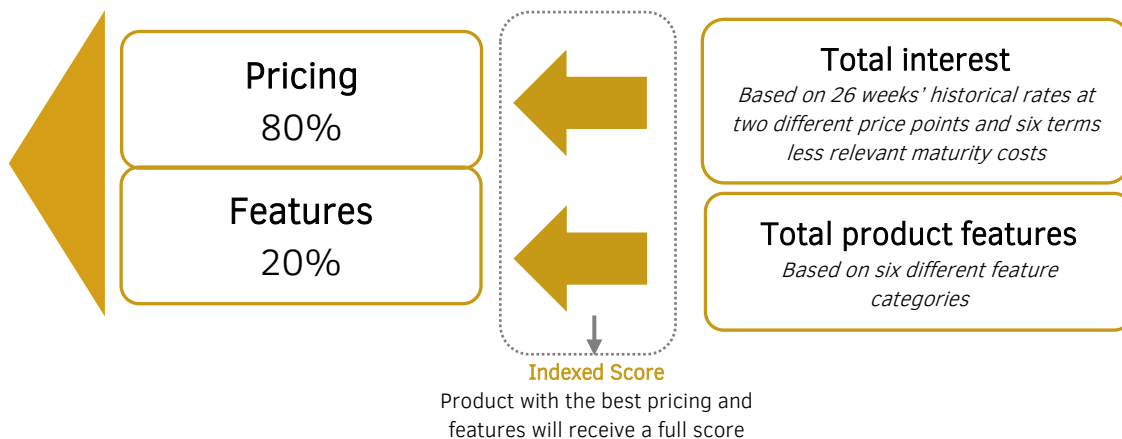 Pricing
80%
Features
20%
Total interest
Based on 26 weeks’ historical rates at
two different price points and six terms
less relevant maturity costs
Total product features
Based on six different feature
categories
Indexed Score
Product with the best pricing and
features will receive a full score